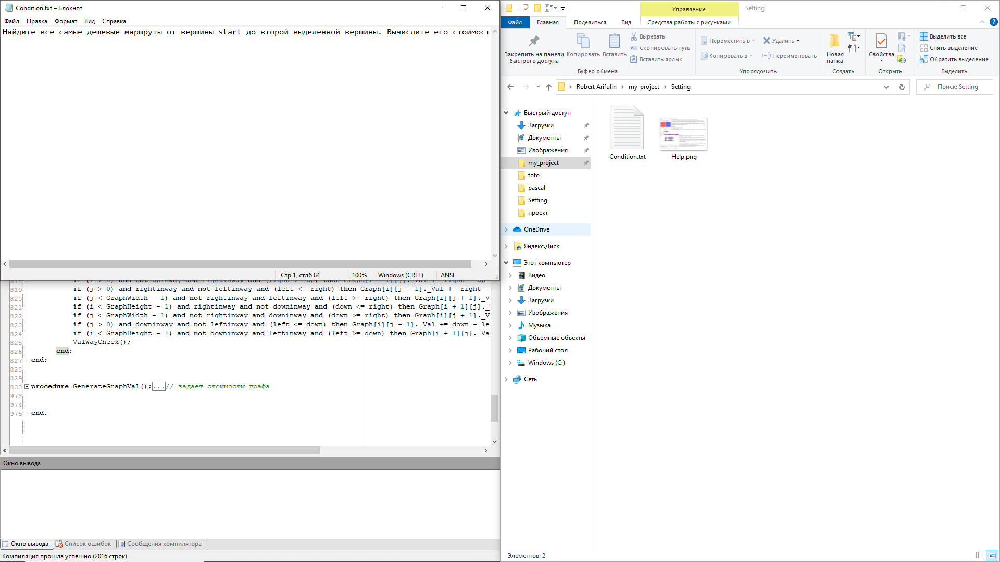 Condition.txt – Блокнот
Файл Правка Формат Вид Справка
Найдите все самые дешевые маршруты от вершины start до второй выделенной вершины. Вычислите его стоимост
Стр 1, стлб 84 100% Windows (CRLF) ANSI
819 if (j > 0) and rightinway and not leftinway and (left <= right) then Graph[i][j - 1]._Val += right -
820 if (j < GraphWidth - 1) and not rightinway and leftinway and (left >= right) then Graph[i][j + 1]._V
821 if (i < GraphHeight - 1) and rightinway and not downinway and (down <= right) then Graph[i + 1][j]._
822 if (j < GraphWidth - 1) and not rightinway and downinway and (down >= right) then Graph[i][j + 1]._V
823 if (j > 0) and downinway and not leftinway and (left <= down) then Graph[i][j - 1]._Val += down - le
824 if (i < GraphHeight - 1) and not downinway and leftinway and (left >= down) then Graph[i + 1][j]._Va
825 ValWayCheck();
826 end;
827 end;
828
829
830 procedure GenerateGraphVal();...// задает стоимости графа
973
974
975 end.
Окно вывода
Окно вывода Список ошибок Сообщения компилятора
Компиляция прошла успешно (2016 строк)
Управление Setting
Файл Главная Поделиться Вид Средства работы с рисунками
Закрепить на панели быстрого доступа
Копировать
Вставить
Вырезать
Скопировать путь
Вставить ярлык
Буфер обмена
Переместить в
Копировать в
Удалить
Переименовать
Упорядочить
Новая папка
Создать
Свойства
Открыть
Выделить все
Снять выделение
Обратить выделение
Выделить
Robert Arifulin my_project Setting
Поиск: Setting
Быстрый доступ
Загрузки
Документы
Изображения
my_project
foto
pascal
Setting
проект
OneDrive
Яндекс.Диск
Этот компьютер
Видео
Документы
Загрузки
Изображения
Музыка
Объемные объекты
Рабочий стол
Windows (C:)
Сеть
Condition.txt
Help.png
Элементов: 2